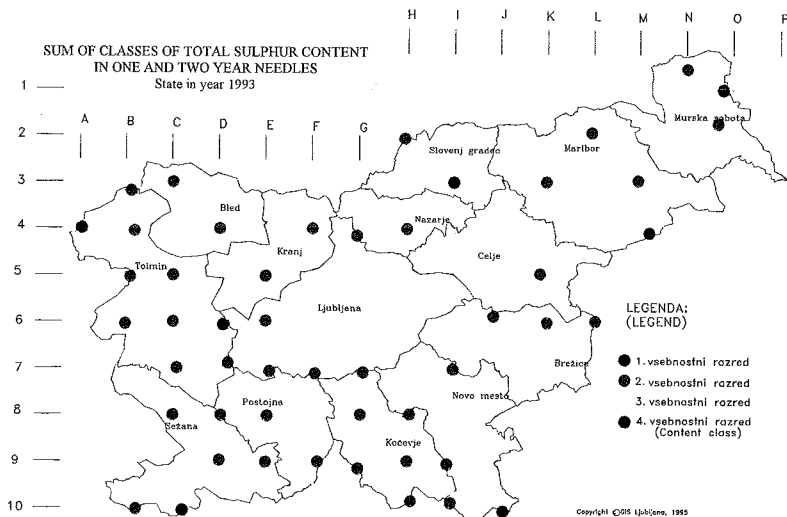 SUM OF CLASSES OF TOTAL SULPHUR CONTENT
IN ONE AND TWO YEAR NEEDLES
State in year 1993
H I J K L M N O P
A B C D E F G
1
2
3
4
5
6
7
8
9
10
Murska sobota
Maribor
Slovenj gradec
Bled
Nazarje
Kranj
Celje
Tolmin
Ljubljana
Brežice
Novo mesto
Postojna
Sežana
Kočevje
LEGENDA:
(LEGEND)
1. vsebnostni razred
2. vsebnostni razred
3. vsebnostni razred
4. vsebnostni razred
(Content class)
Copyright ©GIS Ljubljana, 1995